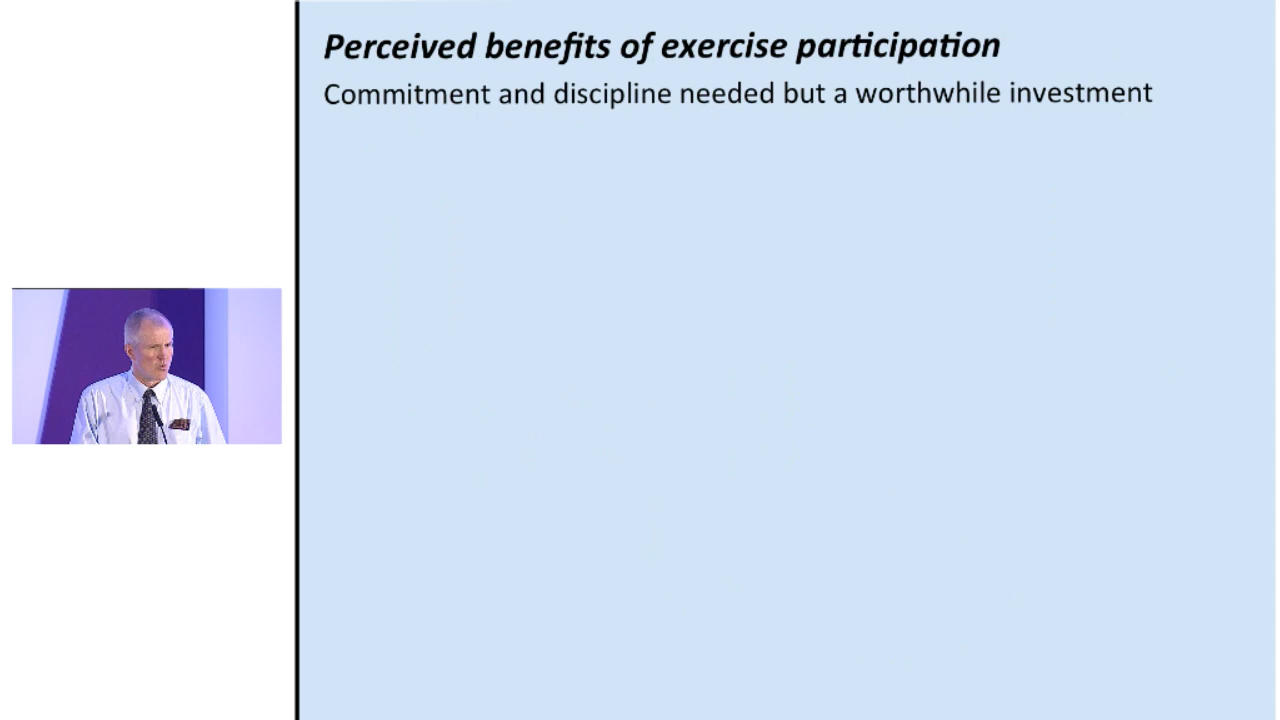 Perceived benefits of exercise participation
Commitment and discipline needed but a worthwhile investment